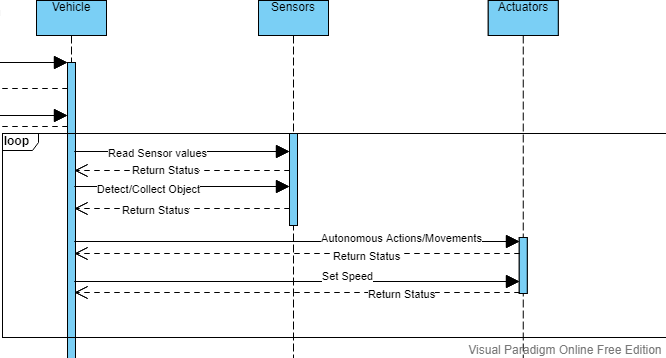 Vehicle
Sensors
Actuators
loop
Read Sensor values
Return Status
Detect/Collect Object
Return Status
Autonomous Actions/Movements
Return Status
Set Speed
Return Status
Visual Paradigm Online Free Edition